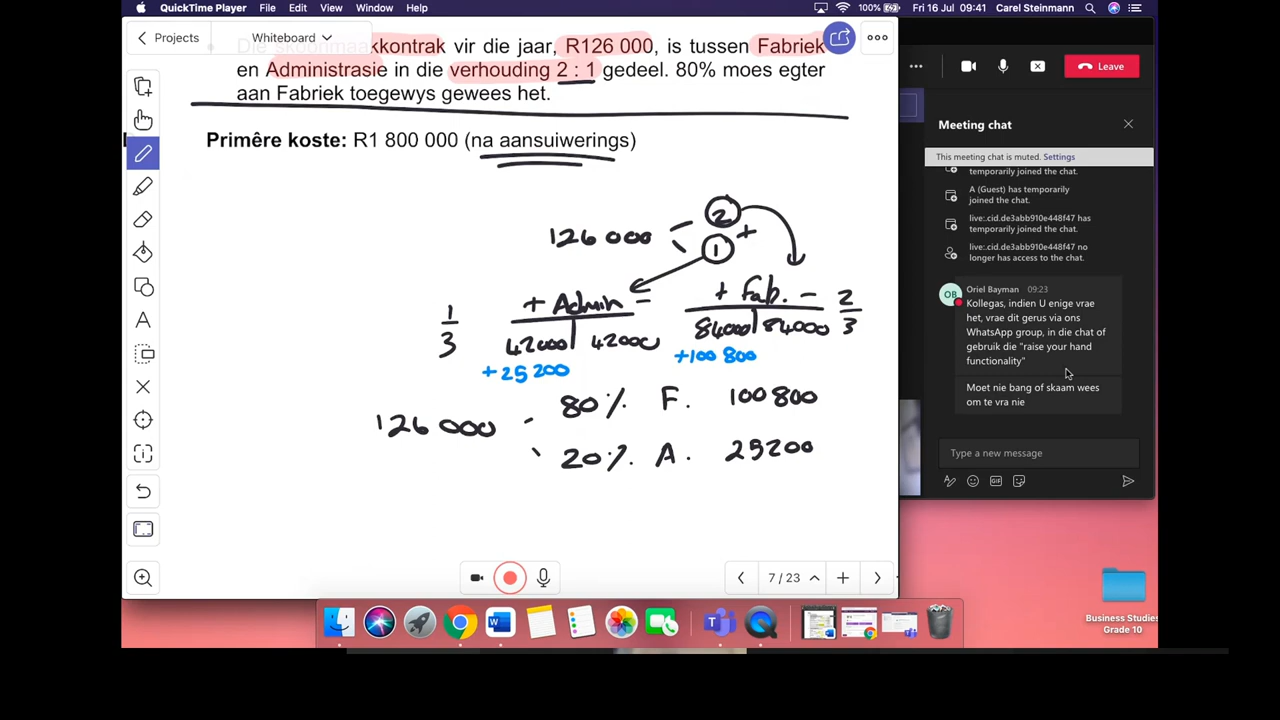 QuickTime Player File Edit View Window Help 100% Fri 16 Jul 09:41 Carel Steinmann
Projects Whiteboard
Die skoonmaakkontrak vir die jaar, R126 000, is tussen Fabriek
en Administrasie in die verhouding 2 : 1 gedeel. 80% moes egter
aan Fabriek toegewys gewees het.
Primêre koste: R1 800 000 (na aansuiwerings)
126 000 2
1 +
+ Admin = + Fab. - 2
1 3
3 42000 42000 84000 84000
+25 200 +100 800
126 000 80% F. 100 800
20% A. 25200
7 / 23
Leave
Meeting chat
This meeting chat is muted. Settings
temporarily joined the chat.
A (Guest) has temporarily
joined the chat.
live:.cid.de3abb910e448f47 has
temporarily joined the chat.
live:.cid.de3abb910e448f47 no
longer has access to the chat.
OB Oriel Bayman 09:23
Kollegas, indien U enige vrae
het, vrae dit gerus via ons
WhatsApp group, in die chat of
gebruik die "raise your hand
functionality"
Moet nie bang of skaam wees
om te vra nie
Type a new message
GIF
Business Studies
Grade 10